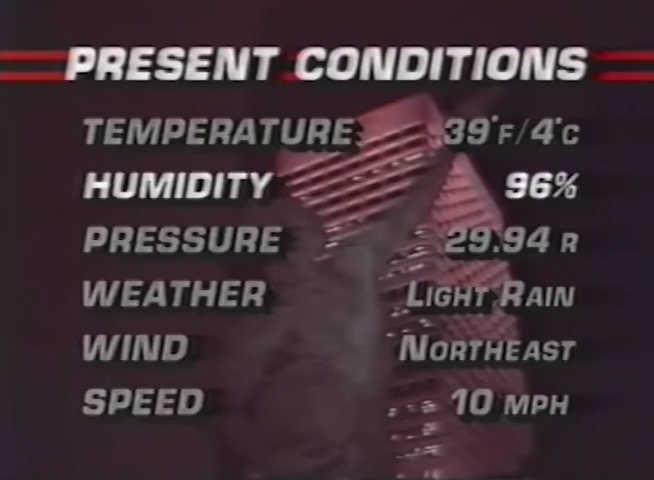 PRESENT CONDITIONS
TEMPERATURE: 39°F/4°C
HUMIDITY 96%
PRESSURE 29.94 R
WEATHER LIGHT RAIN
WIND NORTHEAST
SPEED 10 MPH